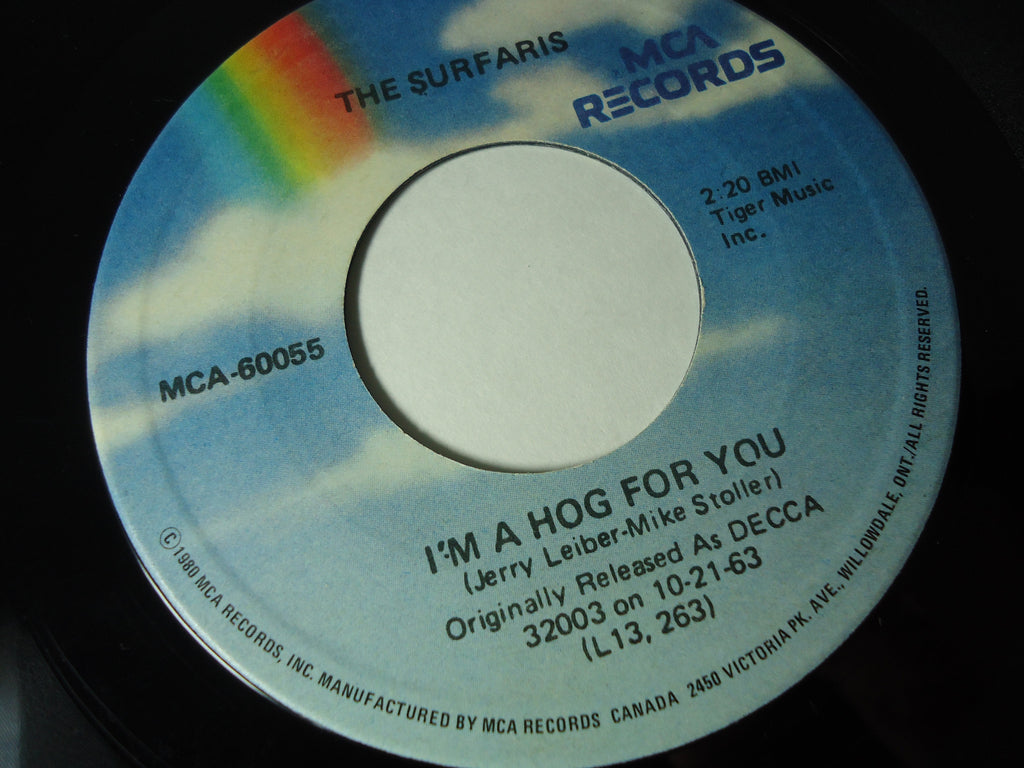 THE SURFARIS
MCA
RECORDS
2:20 BMI
Tiger Music
Inc.
MCA-60055
I'M A HOG FOR YOU
(Jerry Leiber-Mike Stoller)
Originally Released As DECCA
32003 on 10-21-63
(L13, 263)
©1980 MCA RECORDS, INC. MANUFACTURED BY MCA RECORDS CANADA 2450 VICTORIA PK. AVE., WILLOWDALE, ONT./ALL RIGHTS RESERVED.